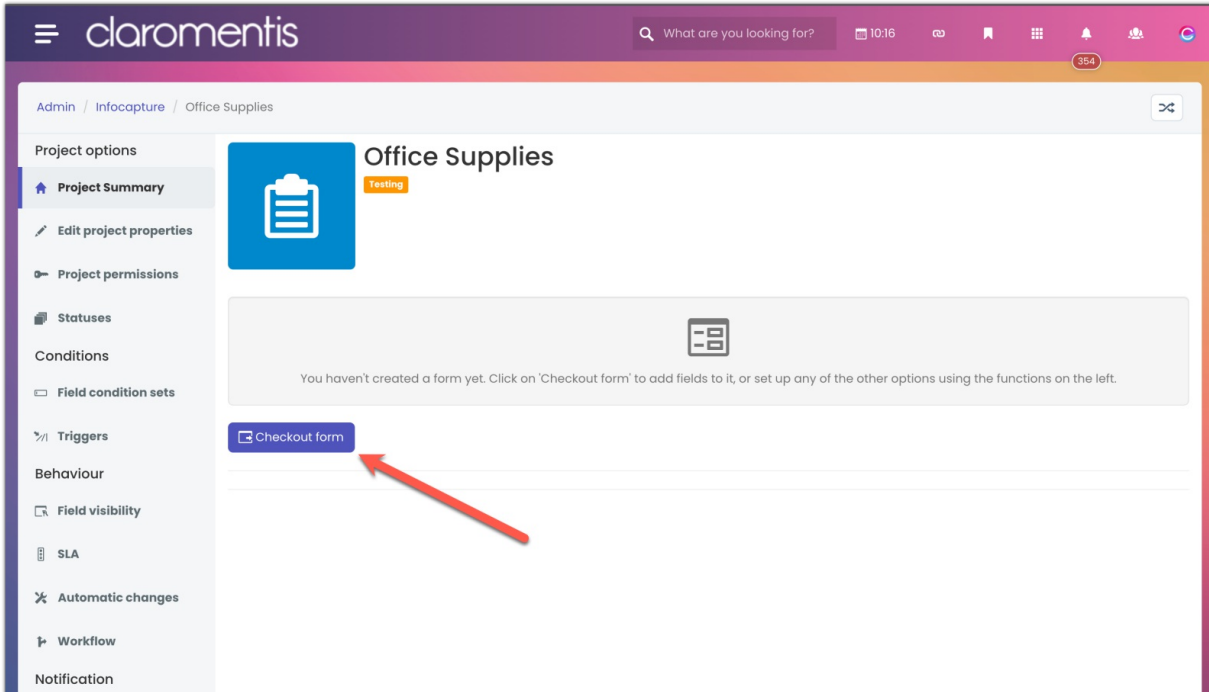 claromentis
What are you looking for?
10:16
354
Admin / Infocapture / Office Supplies
Project options
Project Summary
Edit project properties
Project permissions
Statuses
Conditions
Field condition sets
Triggers
Behaviour
Field visibility
SLA
Automatic changes
Workflow
Notification
Office Supplies
Testing
You haven't created a form yet. Click on 'Checkout form' to add fields to it, or set up any of the other options using the functions on the left.
Checkout form